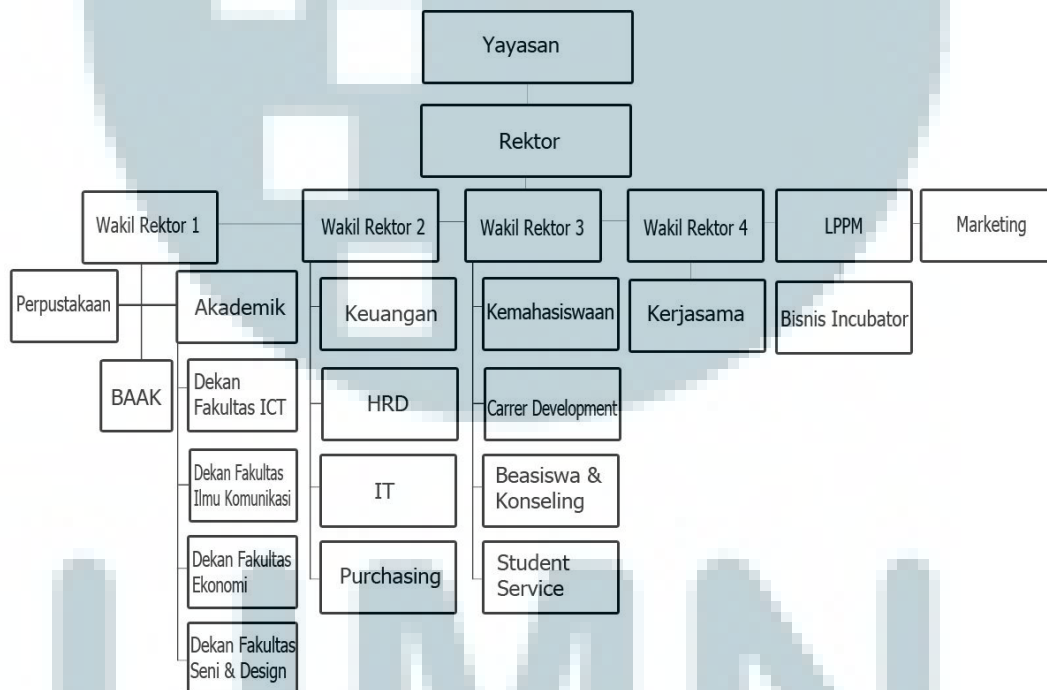 Yayasan
Rektor
Wakil Rektor 1
Wakil Rektor 2
Wakil Rektor 3
Wakil Rektor 4
LPPM
Marketing
Perpustakaan
Akademik
Keuangan
Kemahasiswaan
Kerjasama
Bisnis Incubator
BAAK
Dekan
Fakultas ICT
HRD
Carrer Development
Dekan Fakultas
Ilmu Komunikasi
IT
Beasiswa &
Konseling
Dekan Fakultas
Ekonomi
Purchasing
Student
Service
Dekan Fakultas
Seni & Design
UMN